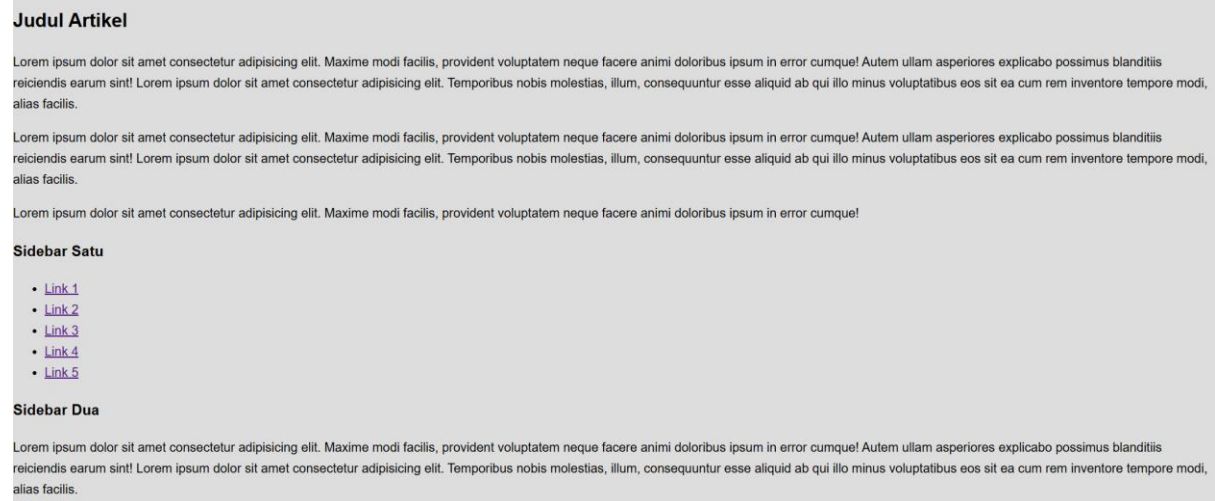 Judul Artikel
Lorem ipsum dolor sit amet consectetur adipisicing elit. Maxime modi facilis, provident voluptatem neque facere animi doloribus ipsum in error cumque! Autem ullam asperiores explicabo possimus blanditiis
reiciendis earum sint! Lorem ipsum dolor sit amet consectetur adipisicing elit. Temporibus nobis molestias, illum, consequuntur esse aliquid ab qui illo minus voluptatibus eos sit ea cum rem inventore tempore modi,
alias facilis.
Lorem ipsum dolor sit amet consectetur adipisicing elit. Maxime modi facilis, provident voluptatem neque facere animi doloribus ipsum in error cumque! Autem ullam asperiores explicabo possimus blanditiis
reiciendis earum sint! Lorem ipsum dolor sit amet consectetur adipisicing elit. Temporibus nobis molestias, illum, consequuntur esse aliquid ab qui illo minus voluptatibus eos sit ea cum rem inventore tempore modi,
alias facilis.
Lorem ipsum dolor sit amet consectetur adipisicing elit. Maxime modi facilis, provident voluptatem neque facere animi doloribus ipsum in error cumque!
Sidebar Satu
• Link 1
• Link 2
• Link 3
• Link 4
• Link 5
Sidebar Dua
Lorem ipsum dolor sit amet consectetur adipisicing elit. Maxime modi facilis, provident voluptatem neque facere animi doloribus ipsum in error cumque! Autem ullam asperiores explicabo possimus blanditiis
reiciendis earum sint! Lorem ipsum dolor sit amet consectetur adipisicing elit. Temporibus nobis molestias, illum, consequuntur esse aliquid ab qui illo minus voluptatibus eos sit ea cum rem inventore tempore modi,
alias facilis.